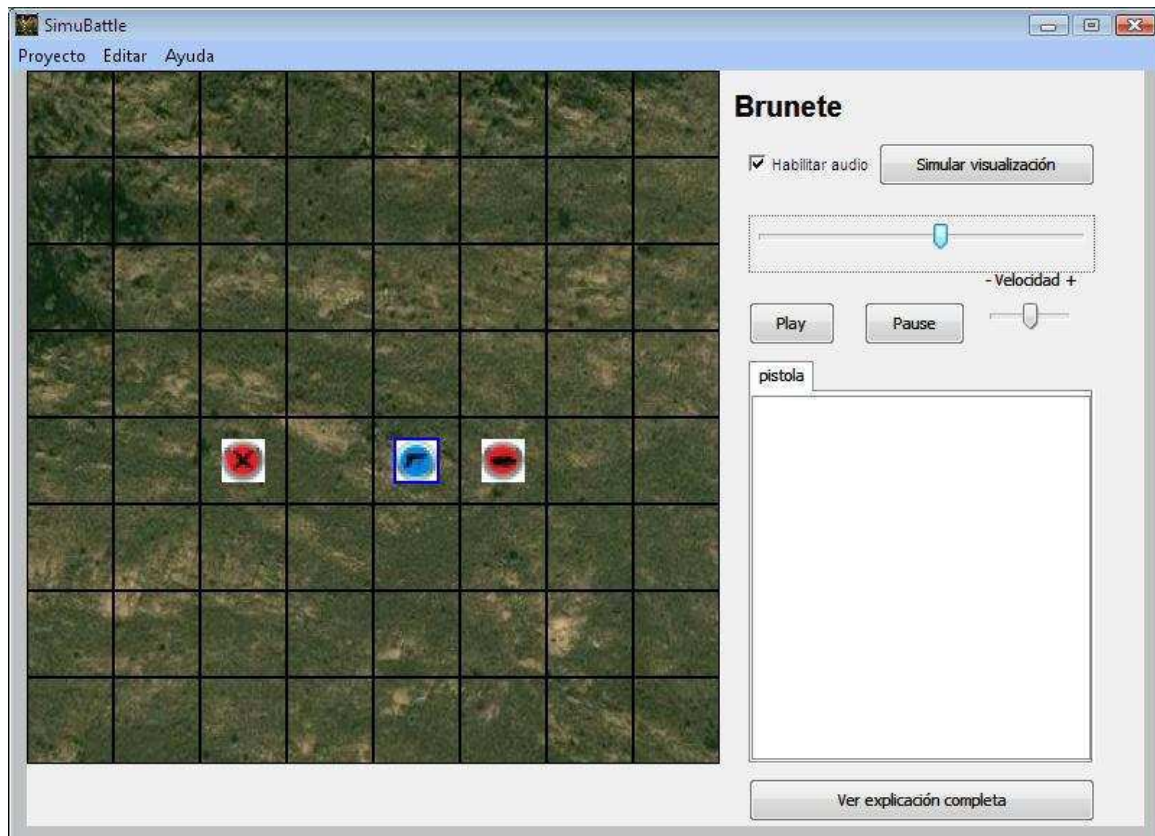 SimuBattle
Proyecto Editar Ayuda
Brunete
Habilitar audio
Simular visualización
- Velocidad +
Play
Pause
pistola
Ver explicación completa